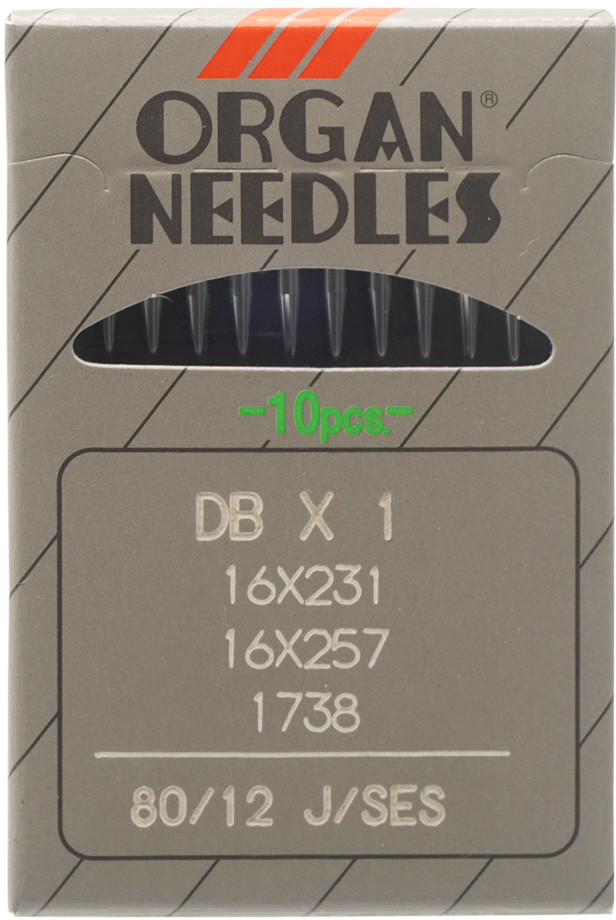 ORGAN®
NEEDLES
-10pcs.-
DB X 1
16X231
16X257
1738
80/12 J/SES